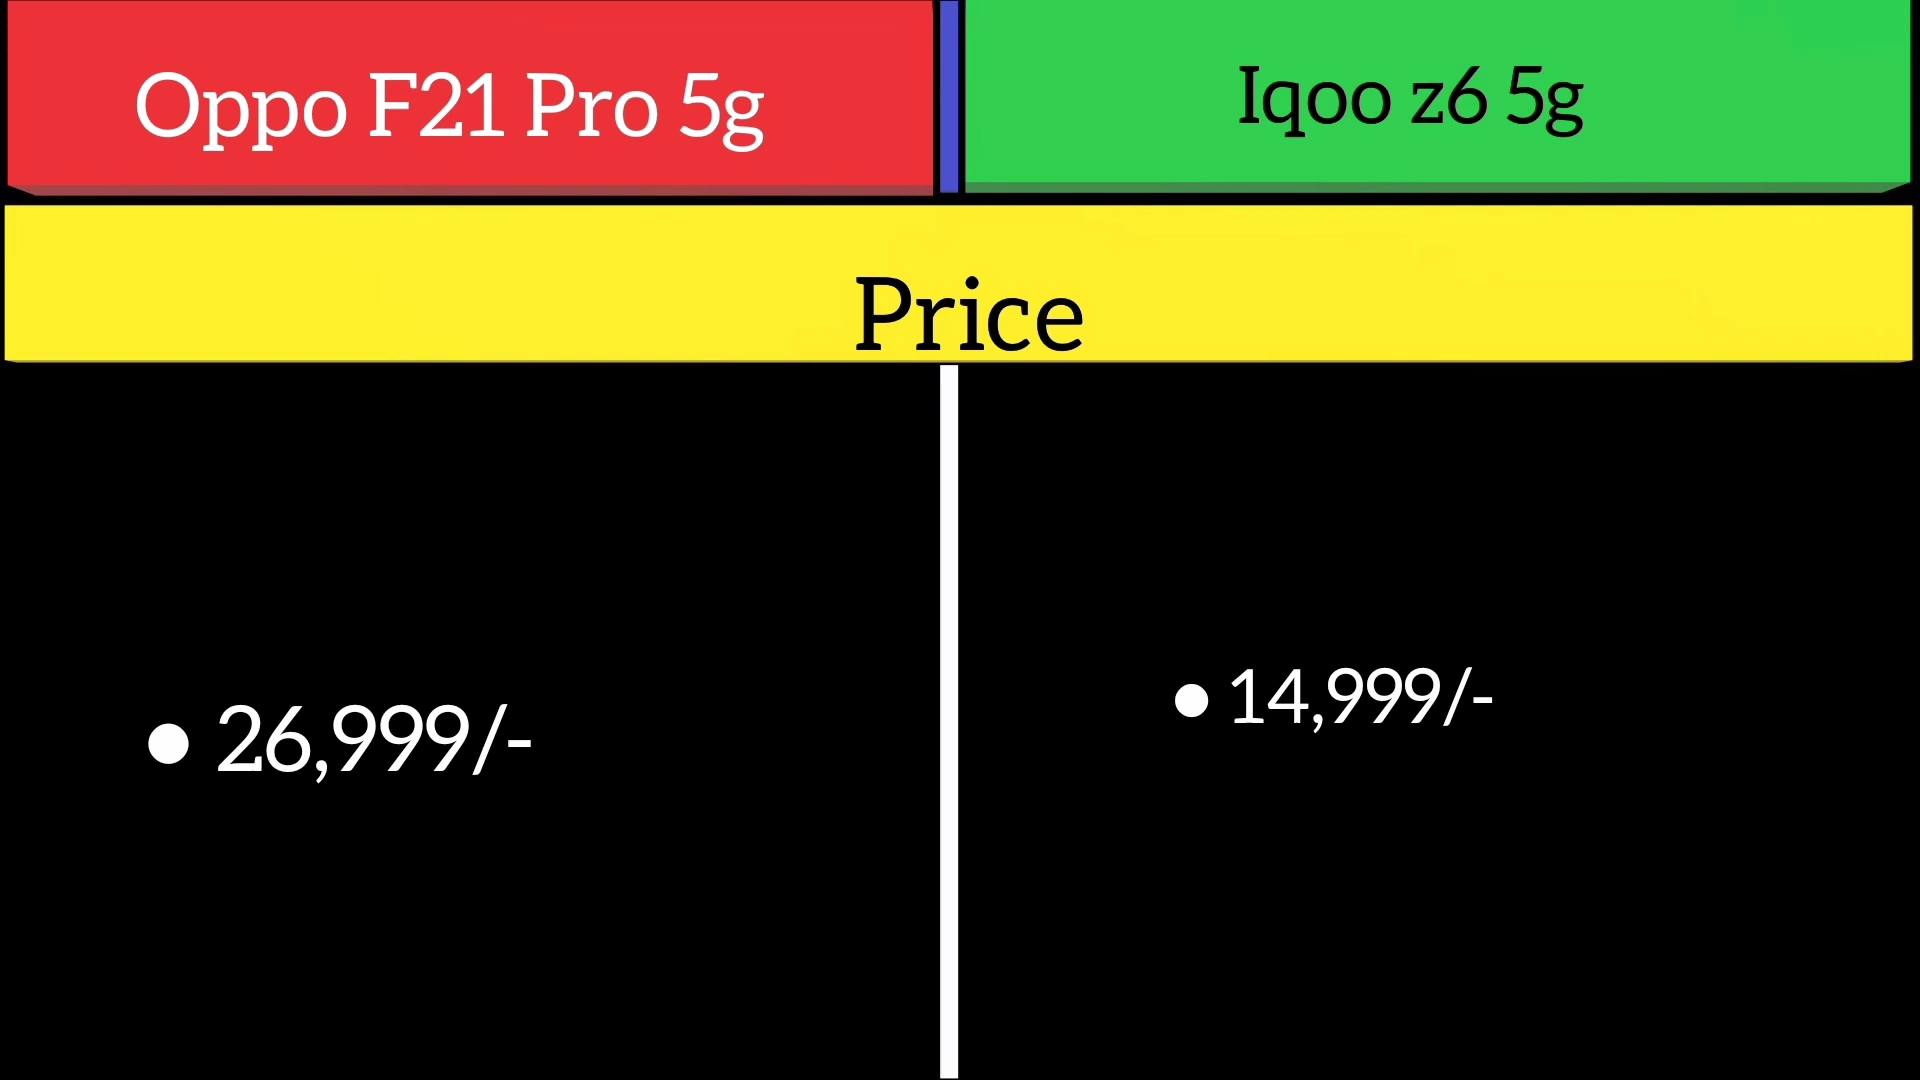 Oppo F21 Pro 5g
Iqoo z6 5g
Price
• 26,999/-
• 14,999/-